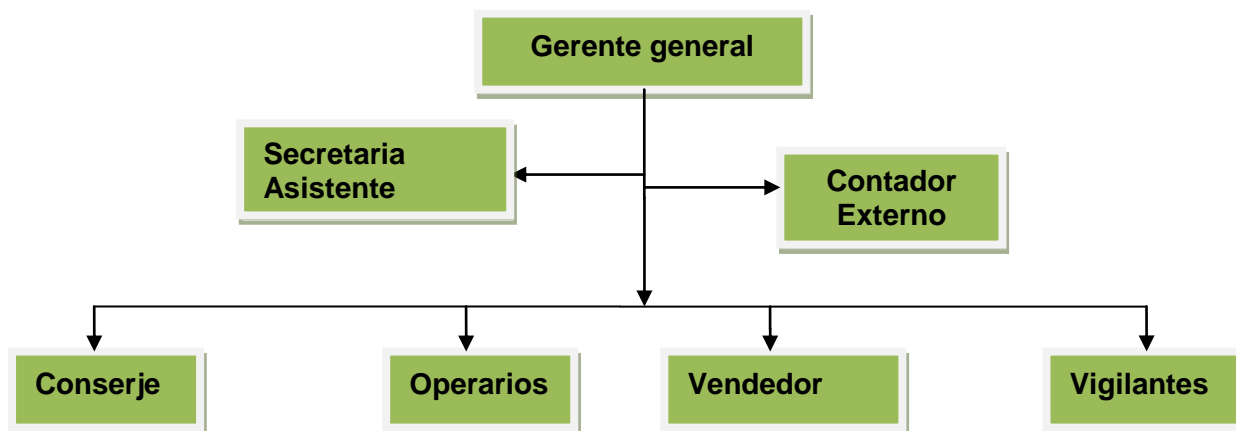 Gerente general
Secretaria
Asistente
Contador
Externo
Conserje
Operarios
Vendedor
Vigilantes